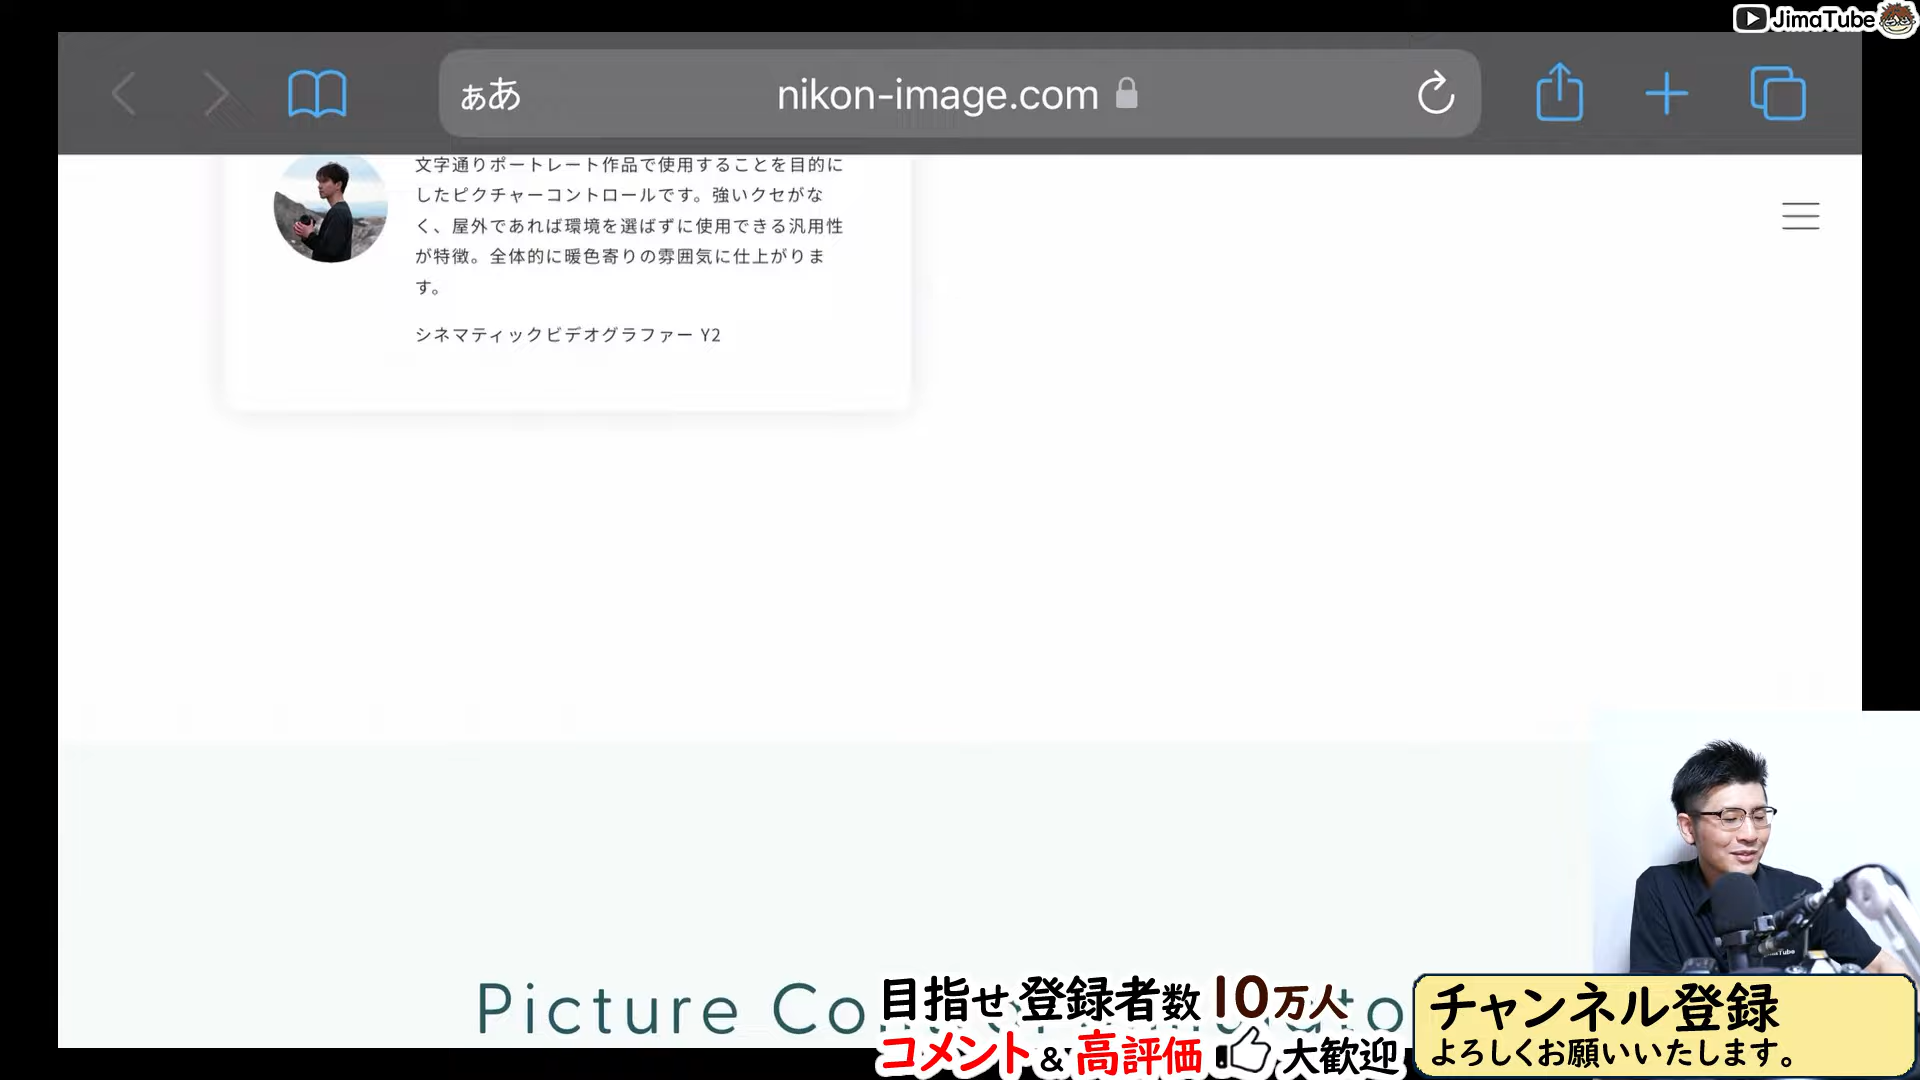 JimaTube
ぁあ nikon-image.com
文字通りポートレート作品で使用することを目的に
したピクチャーコントロールです。強いクセがな
く、屋外であれば環境を選ばずに使用できる汎用性
が特徴。全体的に暖色寄りの雰囲気に仕上がりま
す。
シネマティックビデオグラファー Y2
Picture Co
目指せ 登録者数 10万人
コメント & 高評価 大歓迎
チャンネル登録
よろしくお願いいたします。